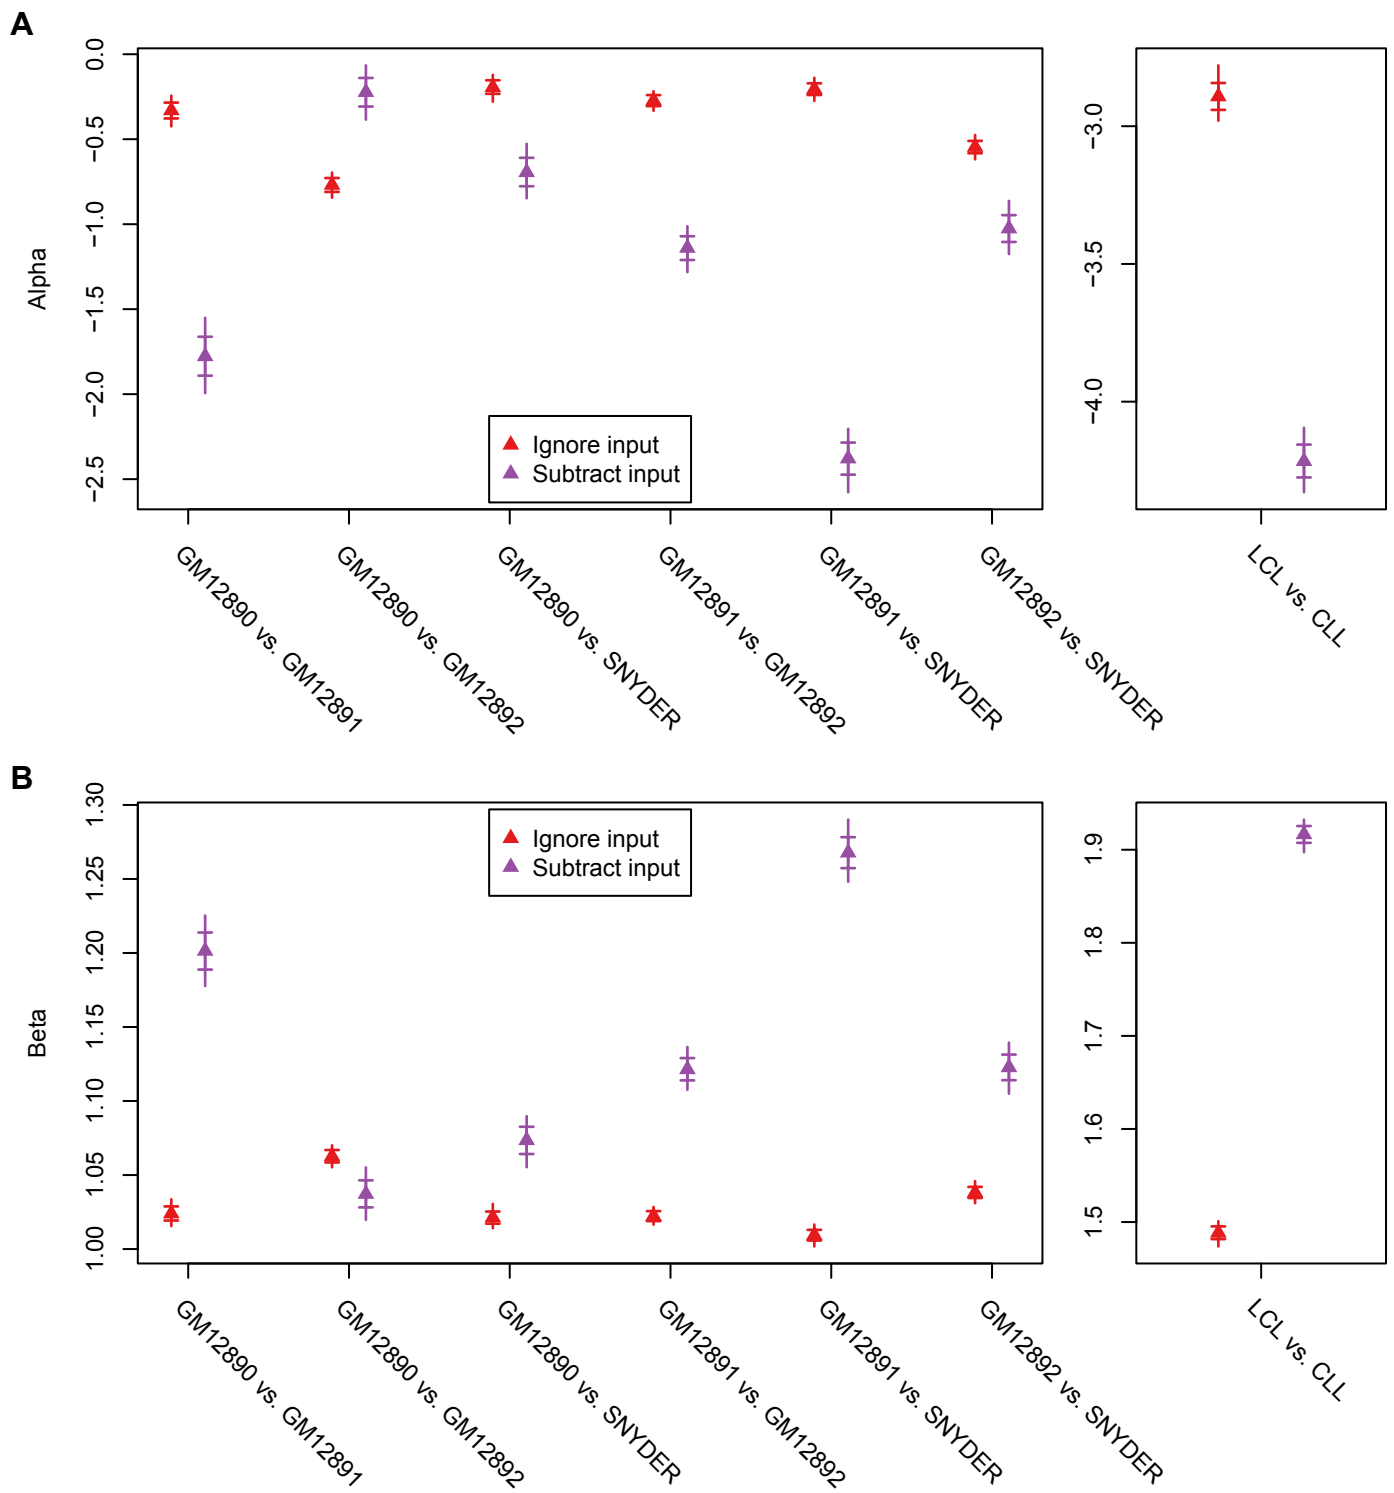 A
Alpha
0.0
−0.5
−1.0
−1.5
−2.0
−2.5
Ignore input
Subtract input
GM12890 vs. GM12891
GM12890 vs. GM12892
GM12890 vs. SNYDER
GM12891 vs. GM12892
GM12891 vs. SNYDER
GM12892 vs. SNYDER
−3.0
−3.5
−4.0
LCL vs. CLL
B
Beta
1.30
1.25
1.20
1.15
1.10
1.05
1.00
Ignore input
Subtract input
GM12890 vs. GM12891
GM12890 vs. GM12892
GM12890 vs. SNYDER
GM12891 vs. GM12892
GM12891 vs. SNYDER
GM12892 vs. SNYDER
1.9
1.8
1.7
1.6
1.5
LCL vs. CLL